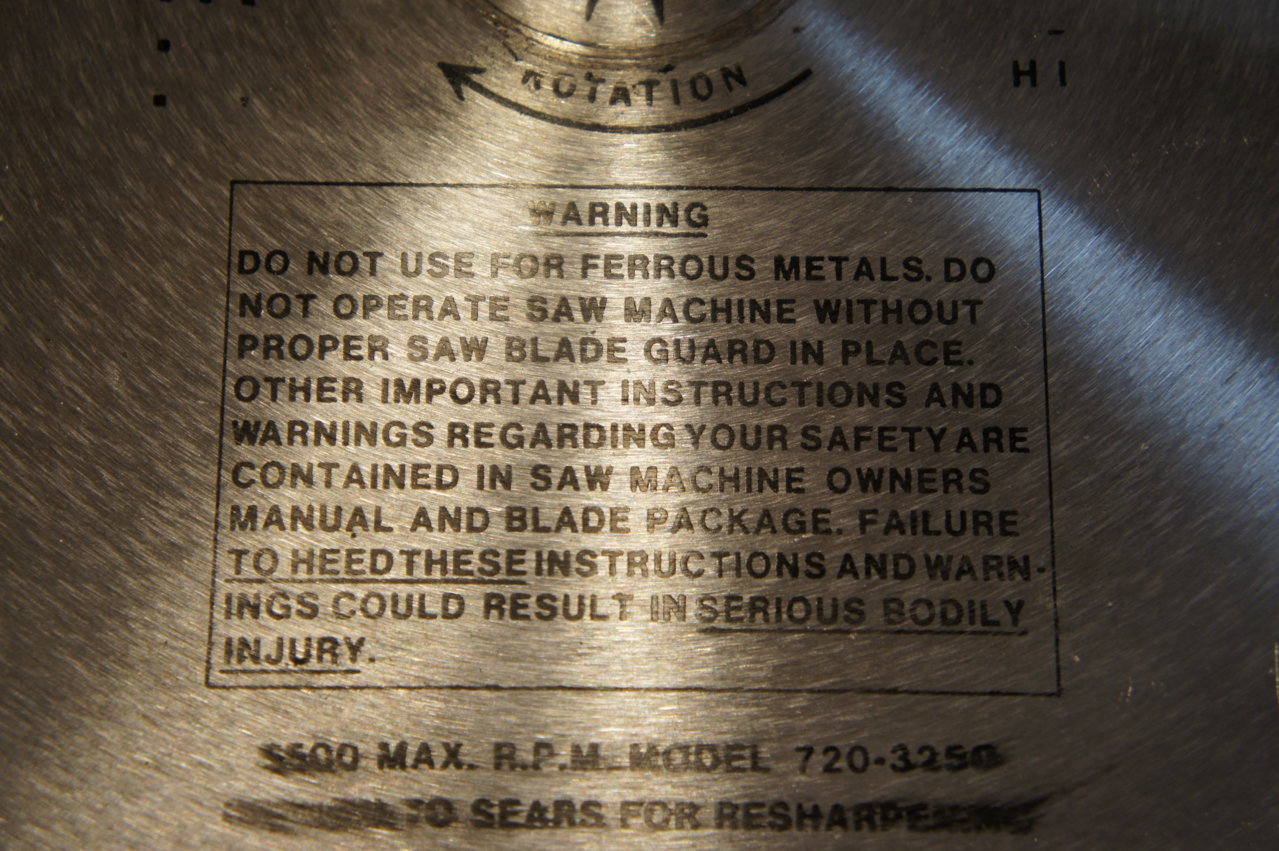 ROTATION
HI
WARNING
DO NOT USE FOR FERROUS METALS. DO
NOT OPERATE SAW MACHINE WITHOUT
PROPER SAW BLADE GUARD IN PLACE.
OTHER IMPORTANT INSTRUCTIONS AND
WARNINGS REGARDING YOUR SAFETY ARE
CONTAINED IN SAW MACHINE OWNERS
MANUAL AND BLADE PACKAGE. FAILURE
TO HEED THESE INSTRUCTIONS AND WARN-
INGS COULD RESULT IN SERIOUS BODILY
INJURY.
5500 MAX. R.P.M. MODEL 720-3250
TO SEARS FOR